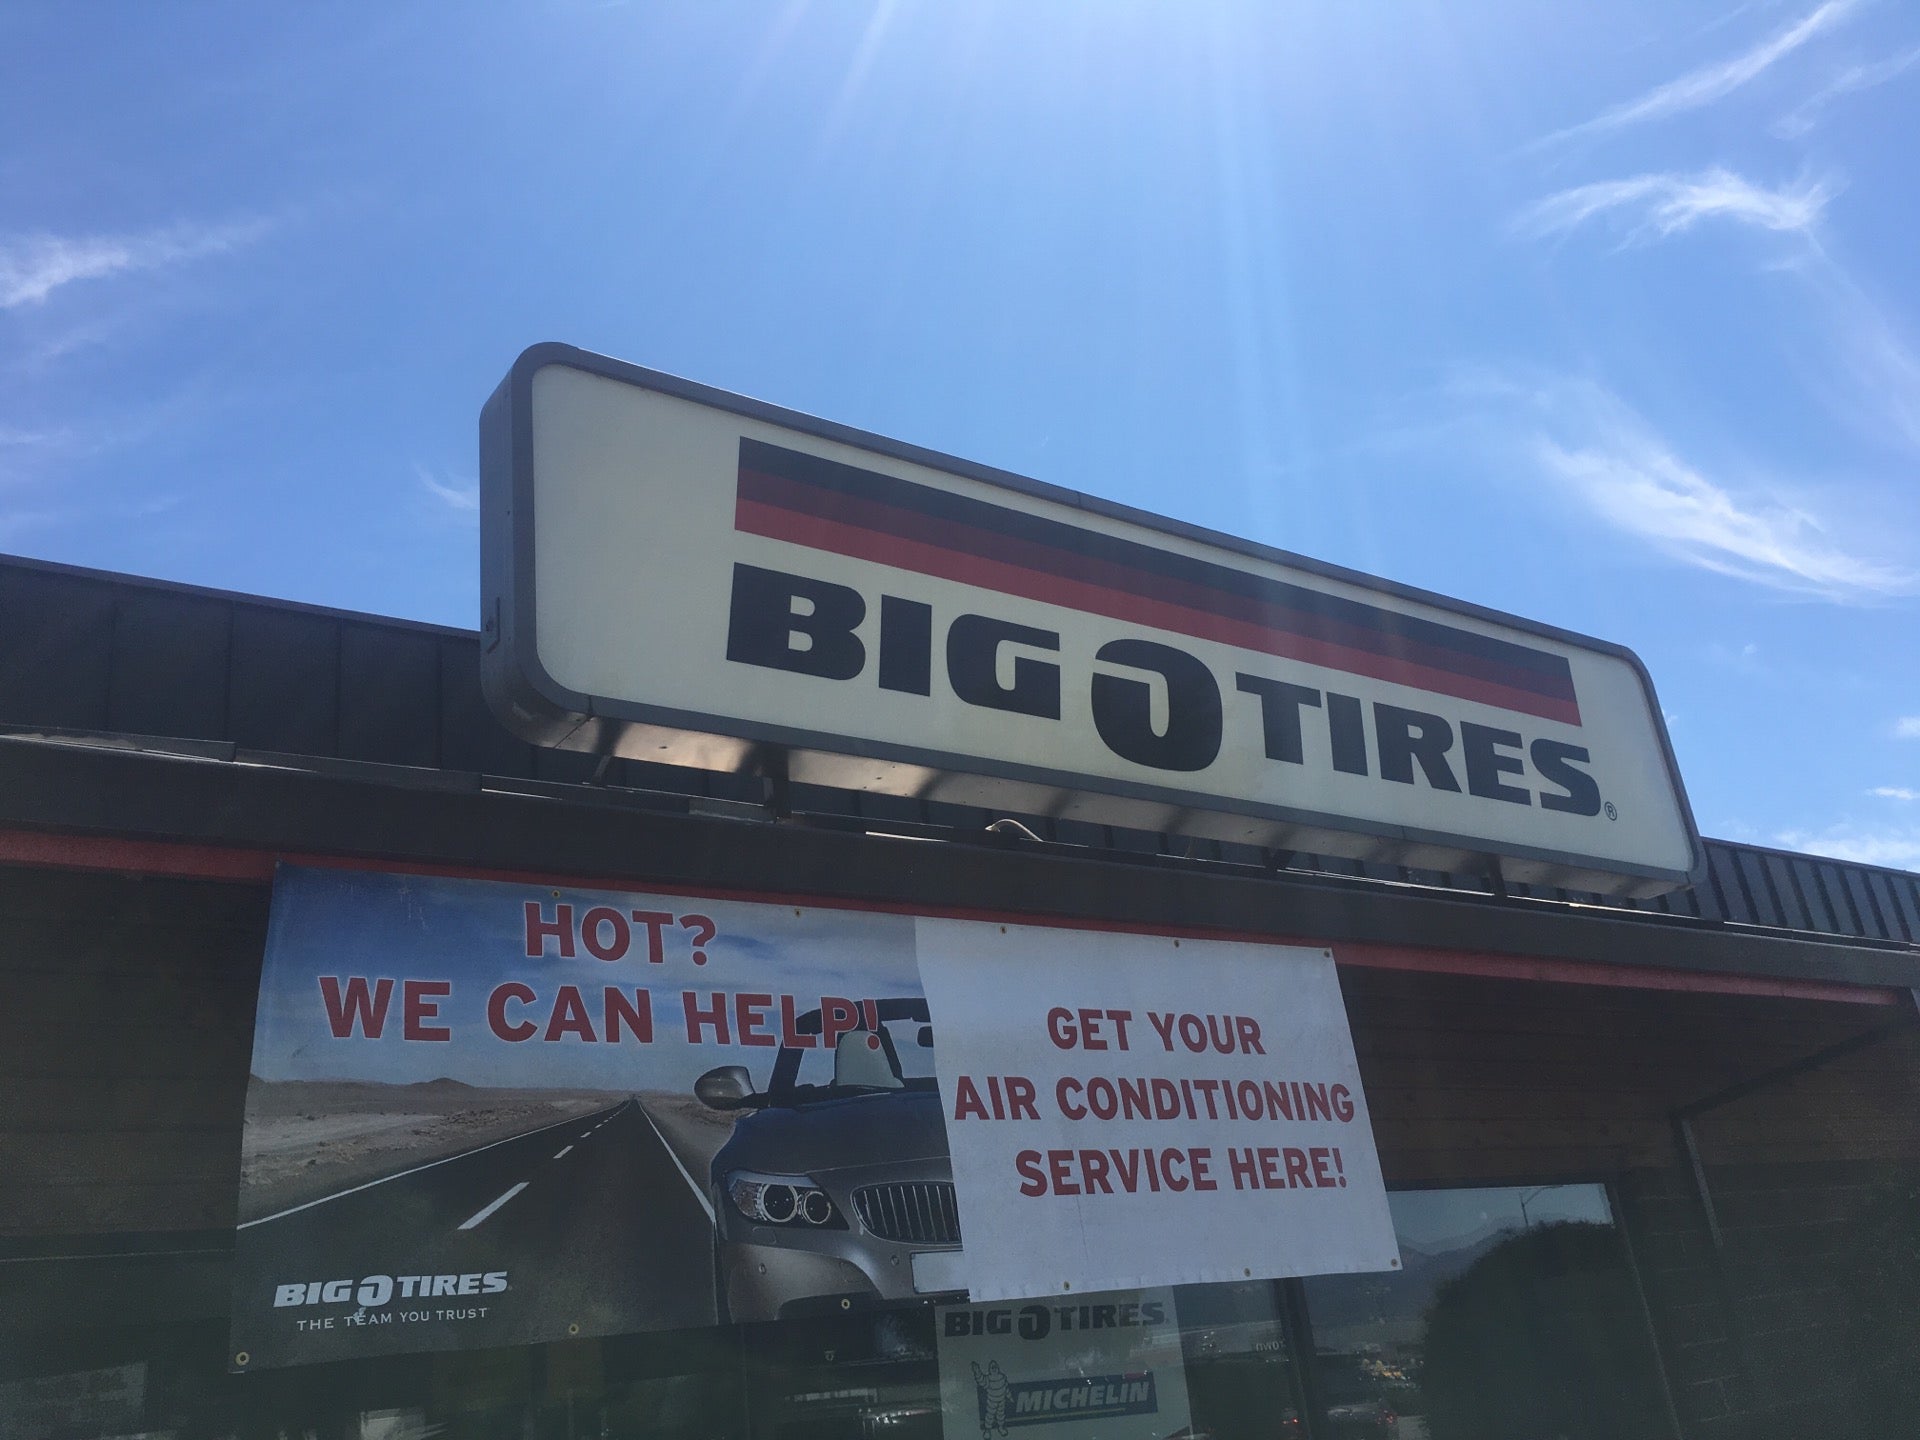 BIG O TIRES®
HOT?
WE CAN HELP!
GET YOUR
AIR CONDITIONING
SERVICE HERE!
BIG O TIRES
THE TEAM YOU TRUST
BIG O TIRES
MICHELIN